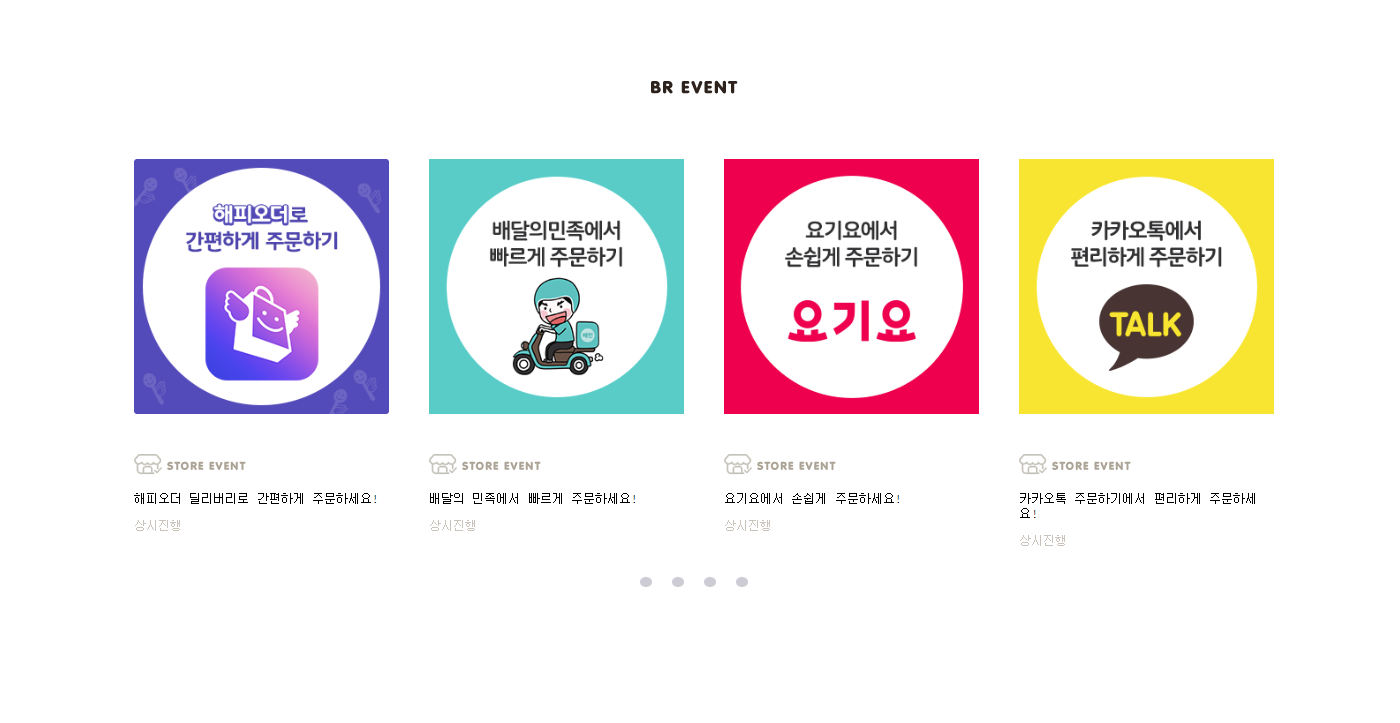 BR EVENT
해피오더로
간편하게 주문하기
배달의민족에서
빠르게 주문하기
배민
요기요에서
손쉽게 주문하기
요기요
카카오톡에서
편리하게 주문하기
TALK
STORE EVENT
해피오더 딜리버리로 간편하게 주문하세요!
상시진행
STORE EVENT
배달의 민족에서 빠르게 주문하세요!
상시진행
STORE EVENT
요기요에서 손쉽게 주문하세요!
상시진행
STORE EVENT
카카오톡 주문하기에서 편리하게 주문하세
요!
상시진행